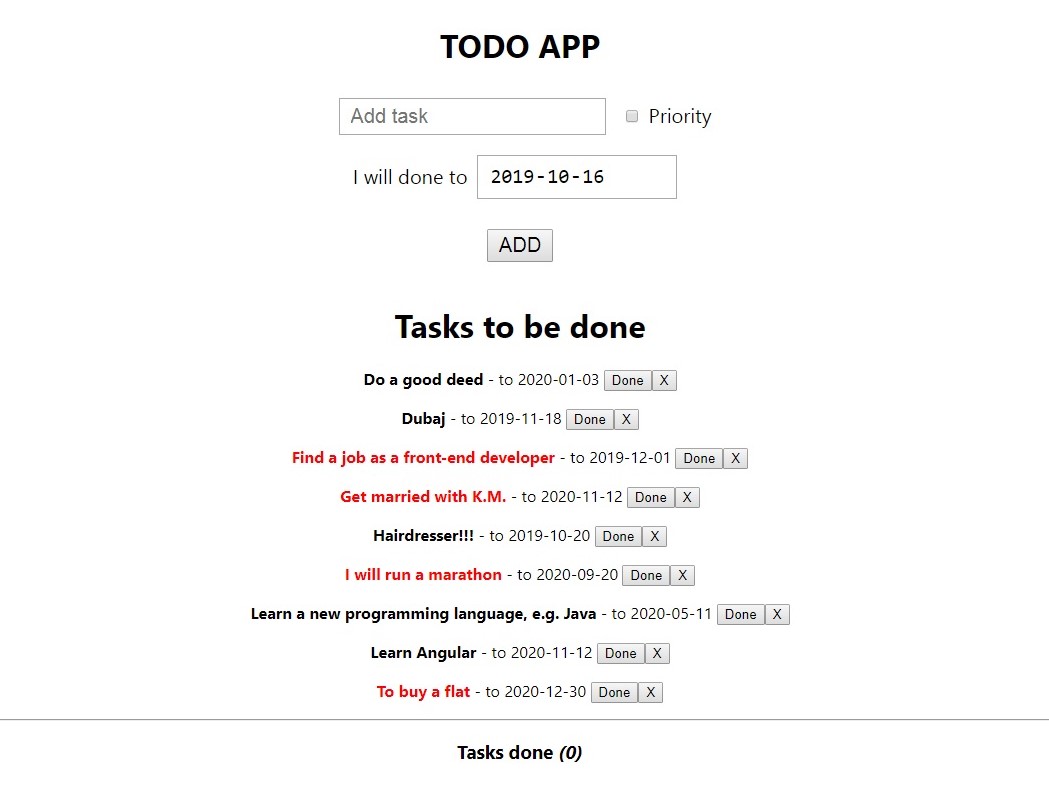 TODO APP
Add task Priority
I will done to 2019-10-16
ADD
Tasks to be done
Do a good deed - to 2020-01-03 Done X
Dubaj - to 2019-11-18 Done X
Find a job as a front-end developer - to 2019-12-01 Done X
Get married with K.M. - to 2020-11-12 Done X
Hairdresser!!! - to 2019-10-20 Done X
I will run a marathon - to 2020-09-20 Done X
Learn a new programming language, e.g. Java - to 2020-05-11 Done X
Learn Angular - to 2020-11-12 Done X
To buy a flat - to 2020-12-30 Done X
Tasks done (0)